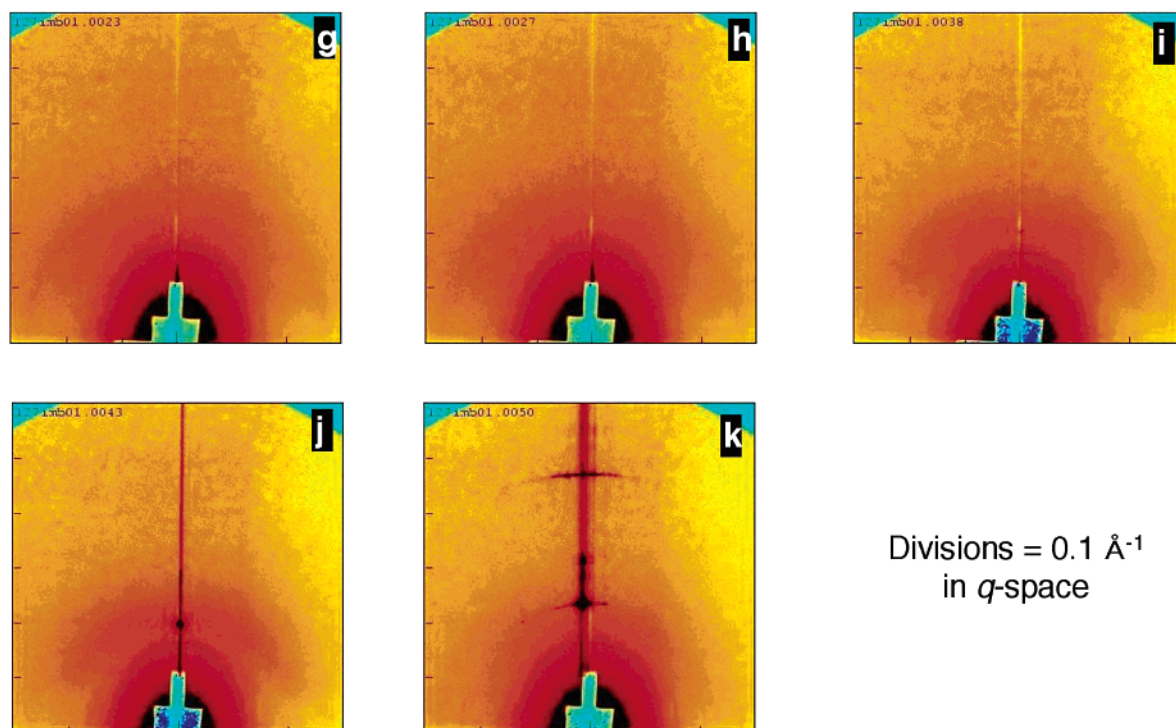 g
h
i
j
k
Divisions = 0.1 Å⁻¹
in q-space